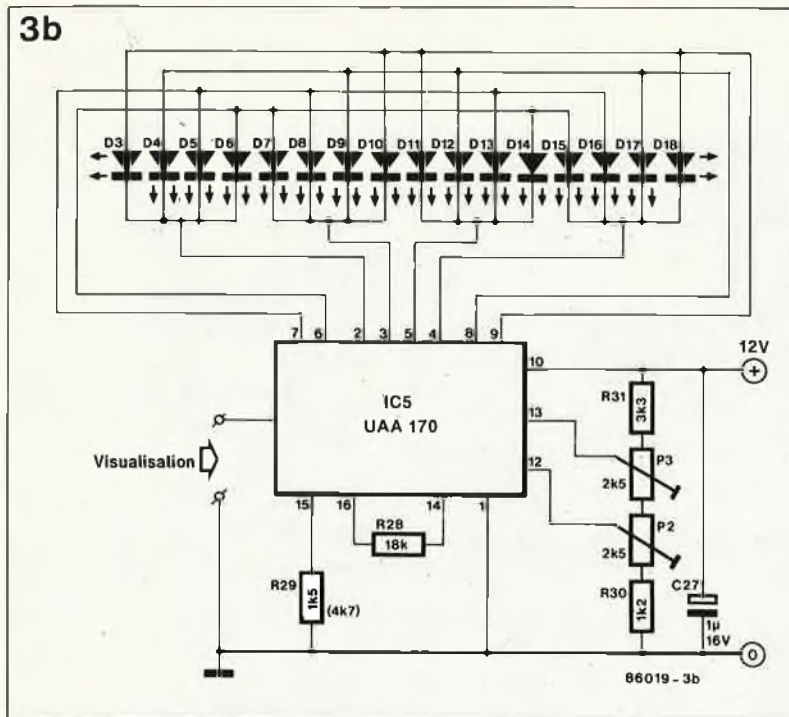 3b
D3 D4 D5 D6 D7 D8 D9 D10 D11 D12 D13 D14 D15 D16 D17 D18
7 6 2 3 5 4 8 9
10
12V
+
IC5
UAA 170
13
R31
3k3
Visualisation
12
P3
2k5
P2
2k5
15 16 14 1
R28
18k
R29
1k5
(4k7)
R30
1k2
C27
1µ
16V
0
86019 - 3b